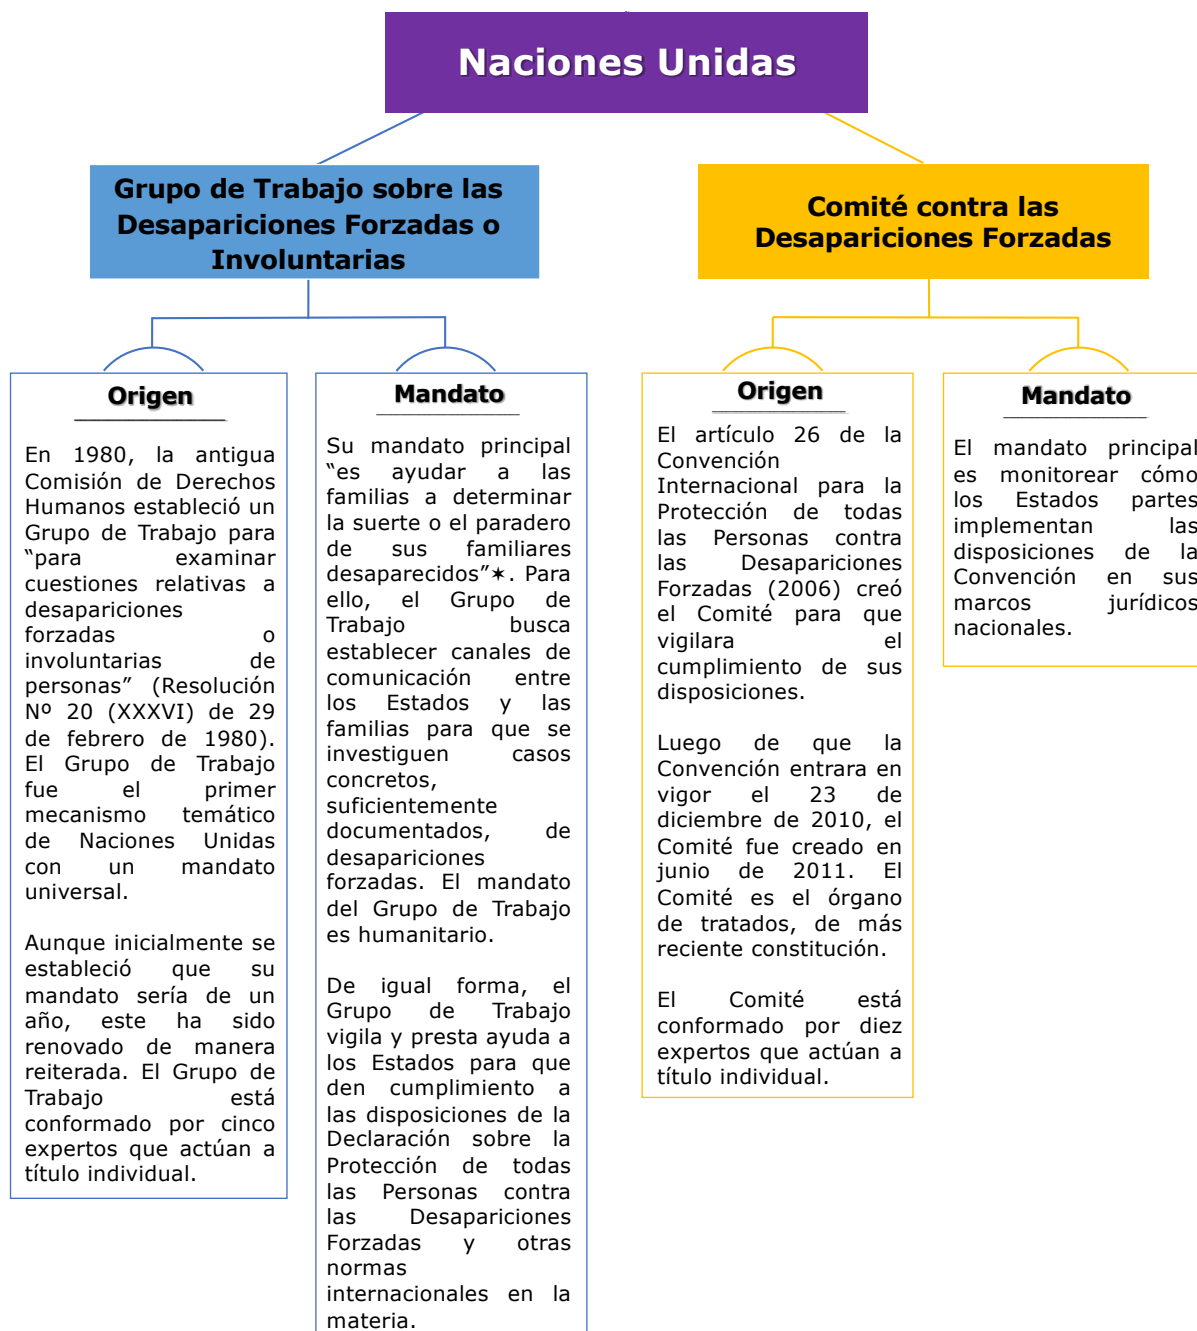 Naciones Unidas
Grupo de Trabajo sobre las
Desapariciones Forzadas o
Involuntarias
Comité contra las
Desapariciones Forzadas
Origen
En 1980, la antigua
Comisión de Derechos
Humanos estableció un
Grupo de Trabajo para
“para examinar
cuestiones relativas a
desapariciones
forzadas o
involuntarias de
personas” (Resolución
Nº 20 (XXXVI) de 29
de febrero de 1980).
El Grupo de Trabajo
fue el primer
mecanismo temático
de Naciones Unidas
con un mandato
universal.
Aunque inicialmente se
estableció que su
mandato sería de un
año, este ha sido
renovado de manera
reiterada. El Grupo de
Trabajo está
conformado por cinco
expertos que actúan a
título individual.
Mandato
Su mandato principal
“es ayudar a las
familias a determinar
la suerte o el paradero
de sus familiares
desaparecidos”✶. Para
ello, el Grupo de
Trabajo busca
establecer canales de
comunicación entre
los Estados y las
familias para que se
investiguen casos
concretos,
suficientemente
documentados, de
desapariciones
forzadas. El mandato
del Grupo de Trabajo
es humanitario.
De igual forma, el
Grupo de Trabajo
vigila y presta ayuda a
los Estados para que
den cumplimiento a
las disposiciones de la
Declaración sobre la
Protección de todas
las Personas contra
las Desapariciones
Forzadas y otras
normas
internacionales en la
materia.
Origen
El artículo 26 de la
Convención
Internacional para la
Protección de todas
las Personas contra
las Desapariciones
Forzadas (2006) creó
el Comité para que
vigilara el
cumplimiento de sus
disposiciones.
Luego de que la
Convención entrara en
vigor el 23 de
diciembre de 2010, el
Comité fue creado en
junio de 2011. El
Comité es el órgano
de tratados, de más
reciente constitución.
El Comité está
conformado por diez
expertos que actúan a
título individual.
Mandato
El mandato principal
es monitorear cómo
los Estados partes
implementan las
disposiciones de la
Convención en sus
marcos jurídicos
nacionales.